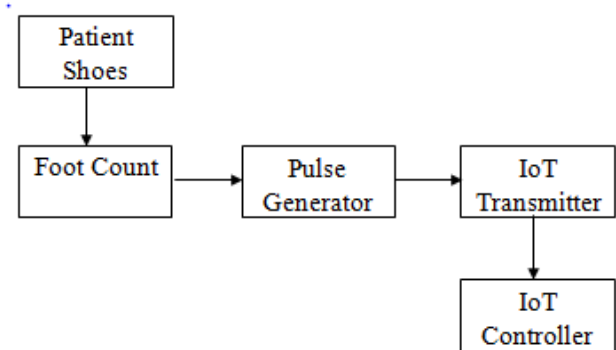 Patient
Shoes
Foot Count
Pulse
Generator
IoT
Transmitter
IoT
Controller